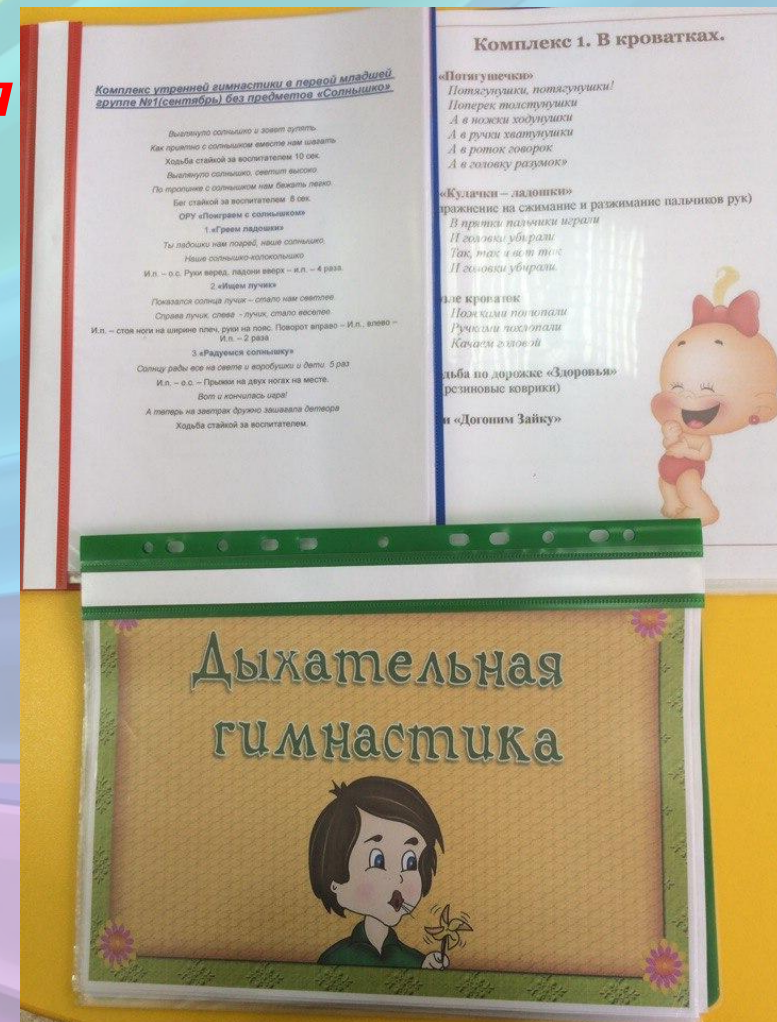 я
Комплекс утренней гимнастики в первой младшей
группе №1(сентябрь) без предметов «Солнышко»
Выглянуло солнышко и зовет гулять.
Как приятно с солнышком вместе нам шагать
Ходьба стайкой за воспитателем 10 сек.
Выглянуло солнышко, светит высоко.
По тропинке с солнышком нам бежать легко.
Бег стайкой за воспитателем 8 сек.
ОРУ «Поиграем с солнышком»
1 «Греем ладошки»
Ты ладошки нам погрей, наше солнышко,
Наше солнышко-колоколнышко
И.п. – о.с. Руки веред, ладони вверх – и.п. – 4 раза.
2.«Ищем лучик»
Показался солнца лучик – стало нам светлее.
Справа лучик, слева - лучик, стало веселее.
И.п. – стоя ноги на ширине плеч, руки на пояс. Поворот вправо – И.п., влево –
И.п. – 2 раза
3.«Радуемся солнышку»
Солнцу рады все на свете и воробушки и дети. 5 раз
И.п. – о.с. – Прыжки на двух ногах на месте.
Вот и кончилась игра!
А теперь на завтрак дружно зашагала детвора
Ходьба стайкой за воспитателем.
Комплекс 1. В кроватках.
«Потягушечки»
Потягунушки, потягунушки!
Поперек толстунушки
А в ножки ходунушки
А в ручки хватунушки
А в роток говорок
А в головку разумок»
«Кулачки – ладошки»
ражнение на сжимание и разжимание пальчиков рук)
В прятки пальчики играли
И головки убирали
Так, так и вот так
И головки убирали.
зле кроваток
Ножками потопали
Ручками похлопали
Качаем головой
дьба по дорожке «Здоровья»
(резиновые коврики)
и «Догоним Зайку»
Дыхательная
гимнастика